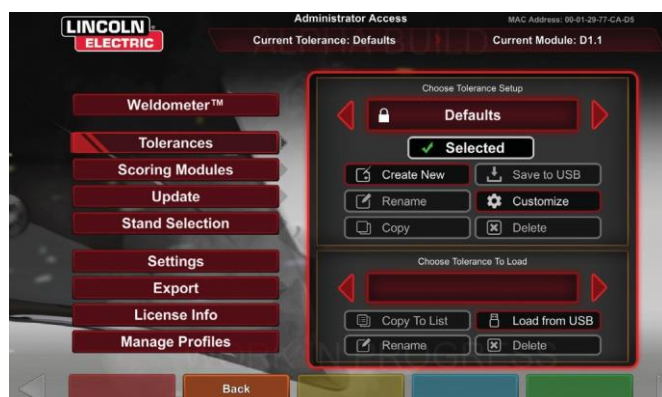 LINCOLN
ELECTRIC
Administrator Access
MAC Address: 00-01-29-77-CA-D5
Current Tolerance: Defaults
Current Module: D1.1
Weldometer™
Tolerances
Scoring Modules
Update
Stand Selection
Settings
Export
License Info
Manage Profiles
Choose Tolerance Setup
Defaults
Selected
Create New
Save to USB
Rename
Customize
Copy
Delete
Choose Tolerance To Load
Copy To List
Load from USB
Rename
Delete
Back